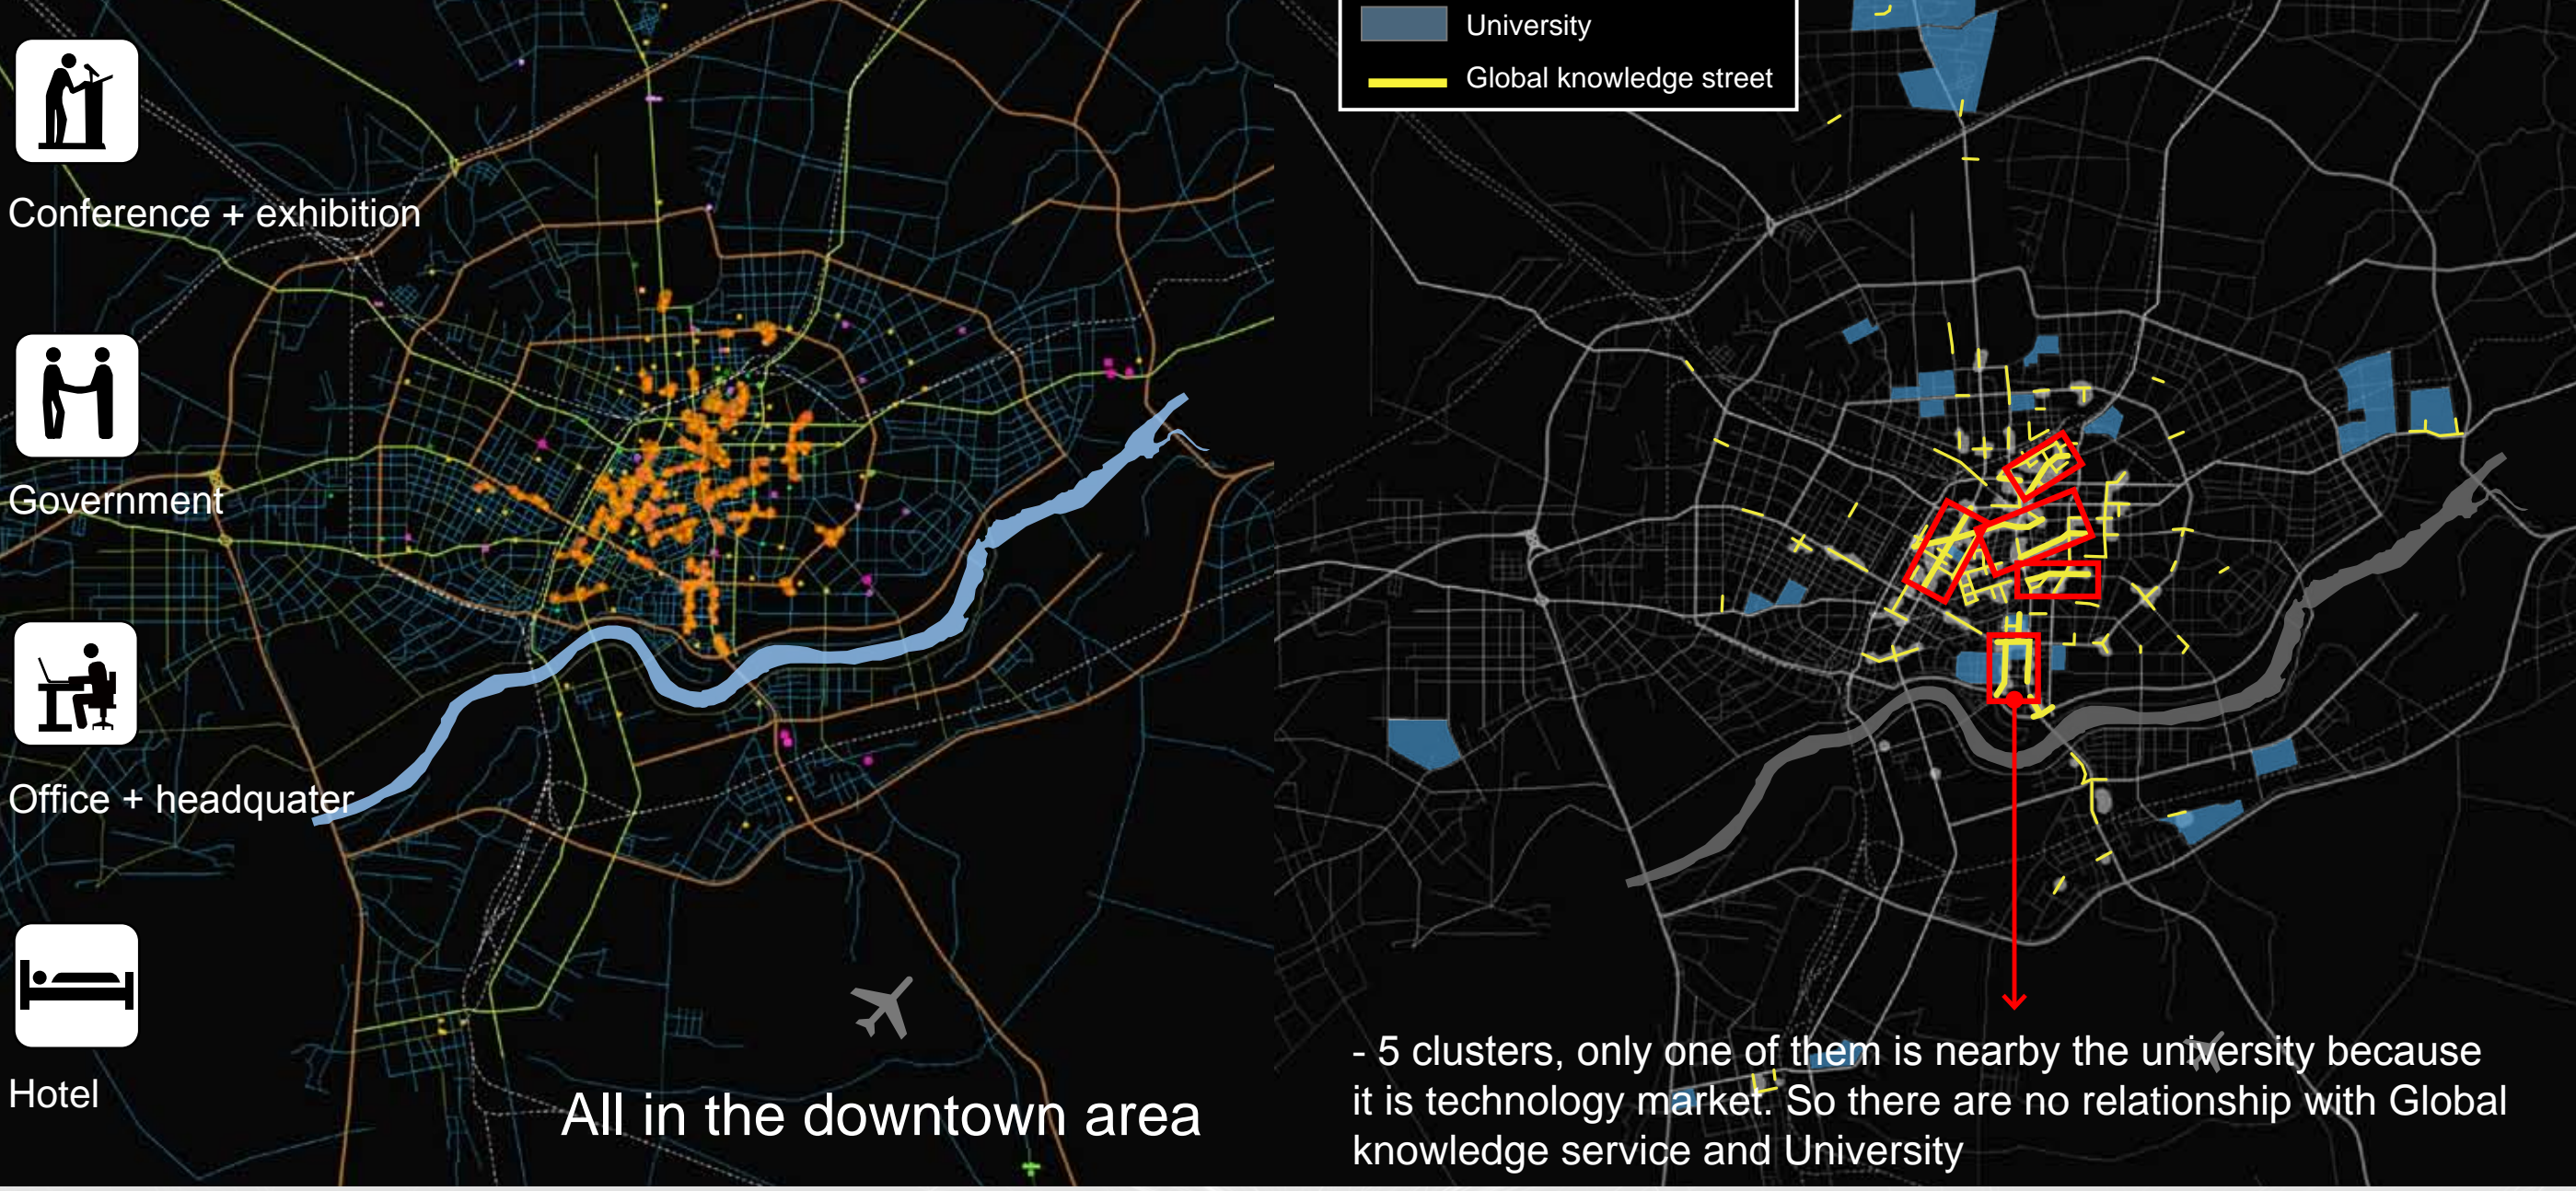 Conference + exhibition
Government
Office + headquater
Hotel
All in the downtown area
University
Global knowledge street
- 5 clusters, only one of them is nearby the university because
it is technology market. So there are no relationship with Global
knowledge service and University